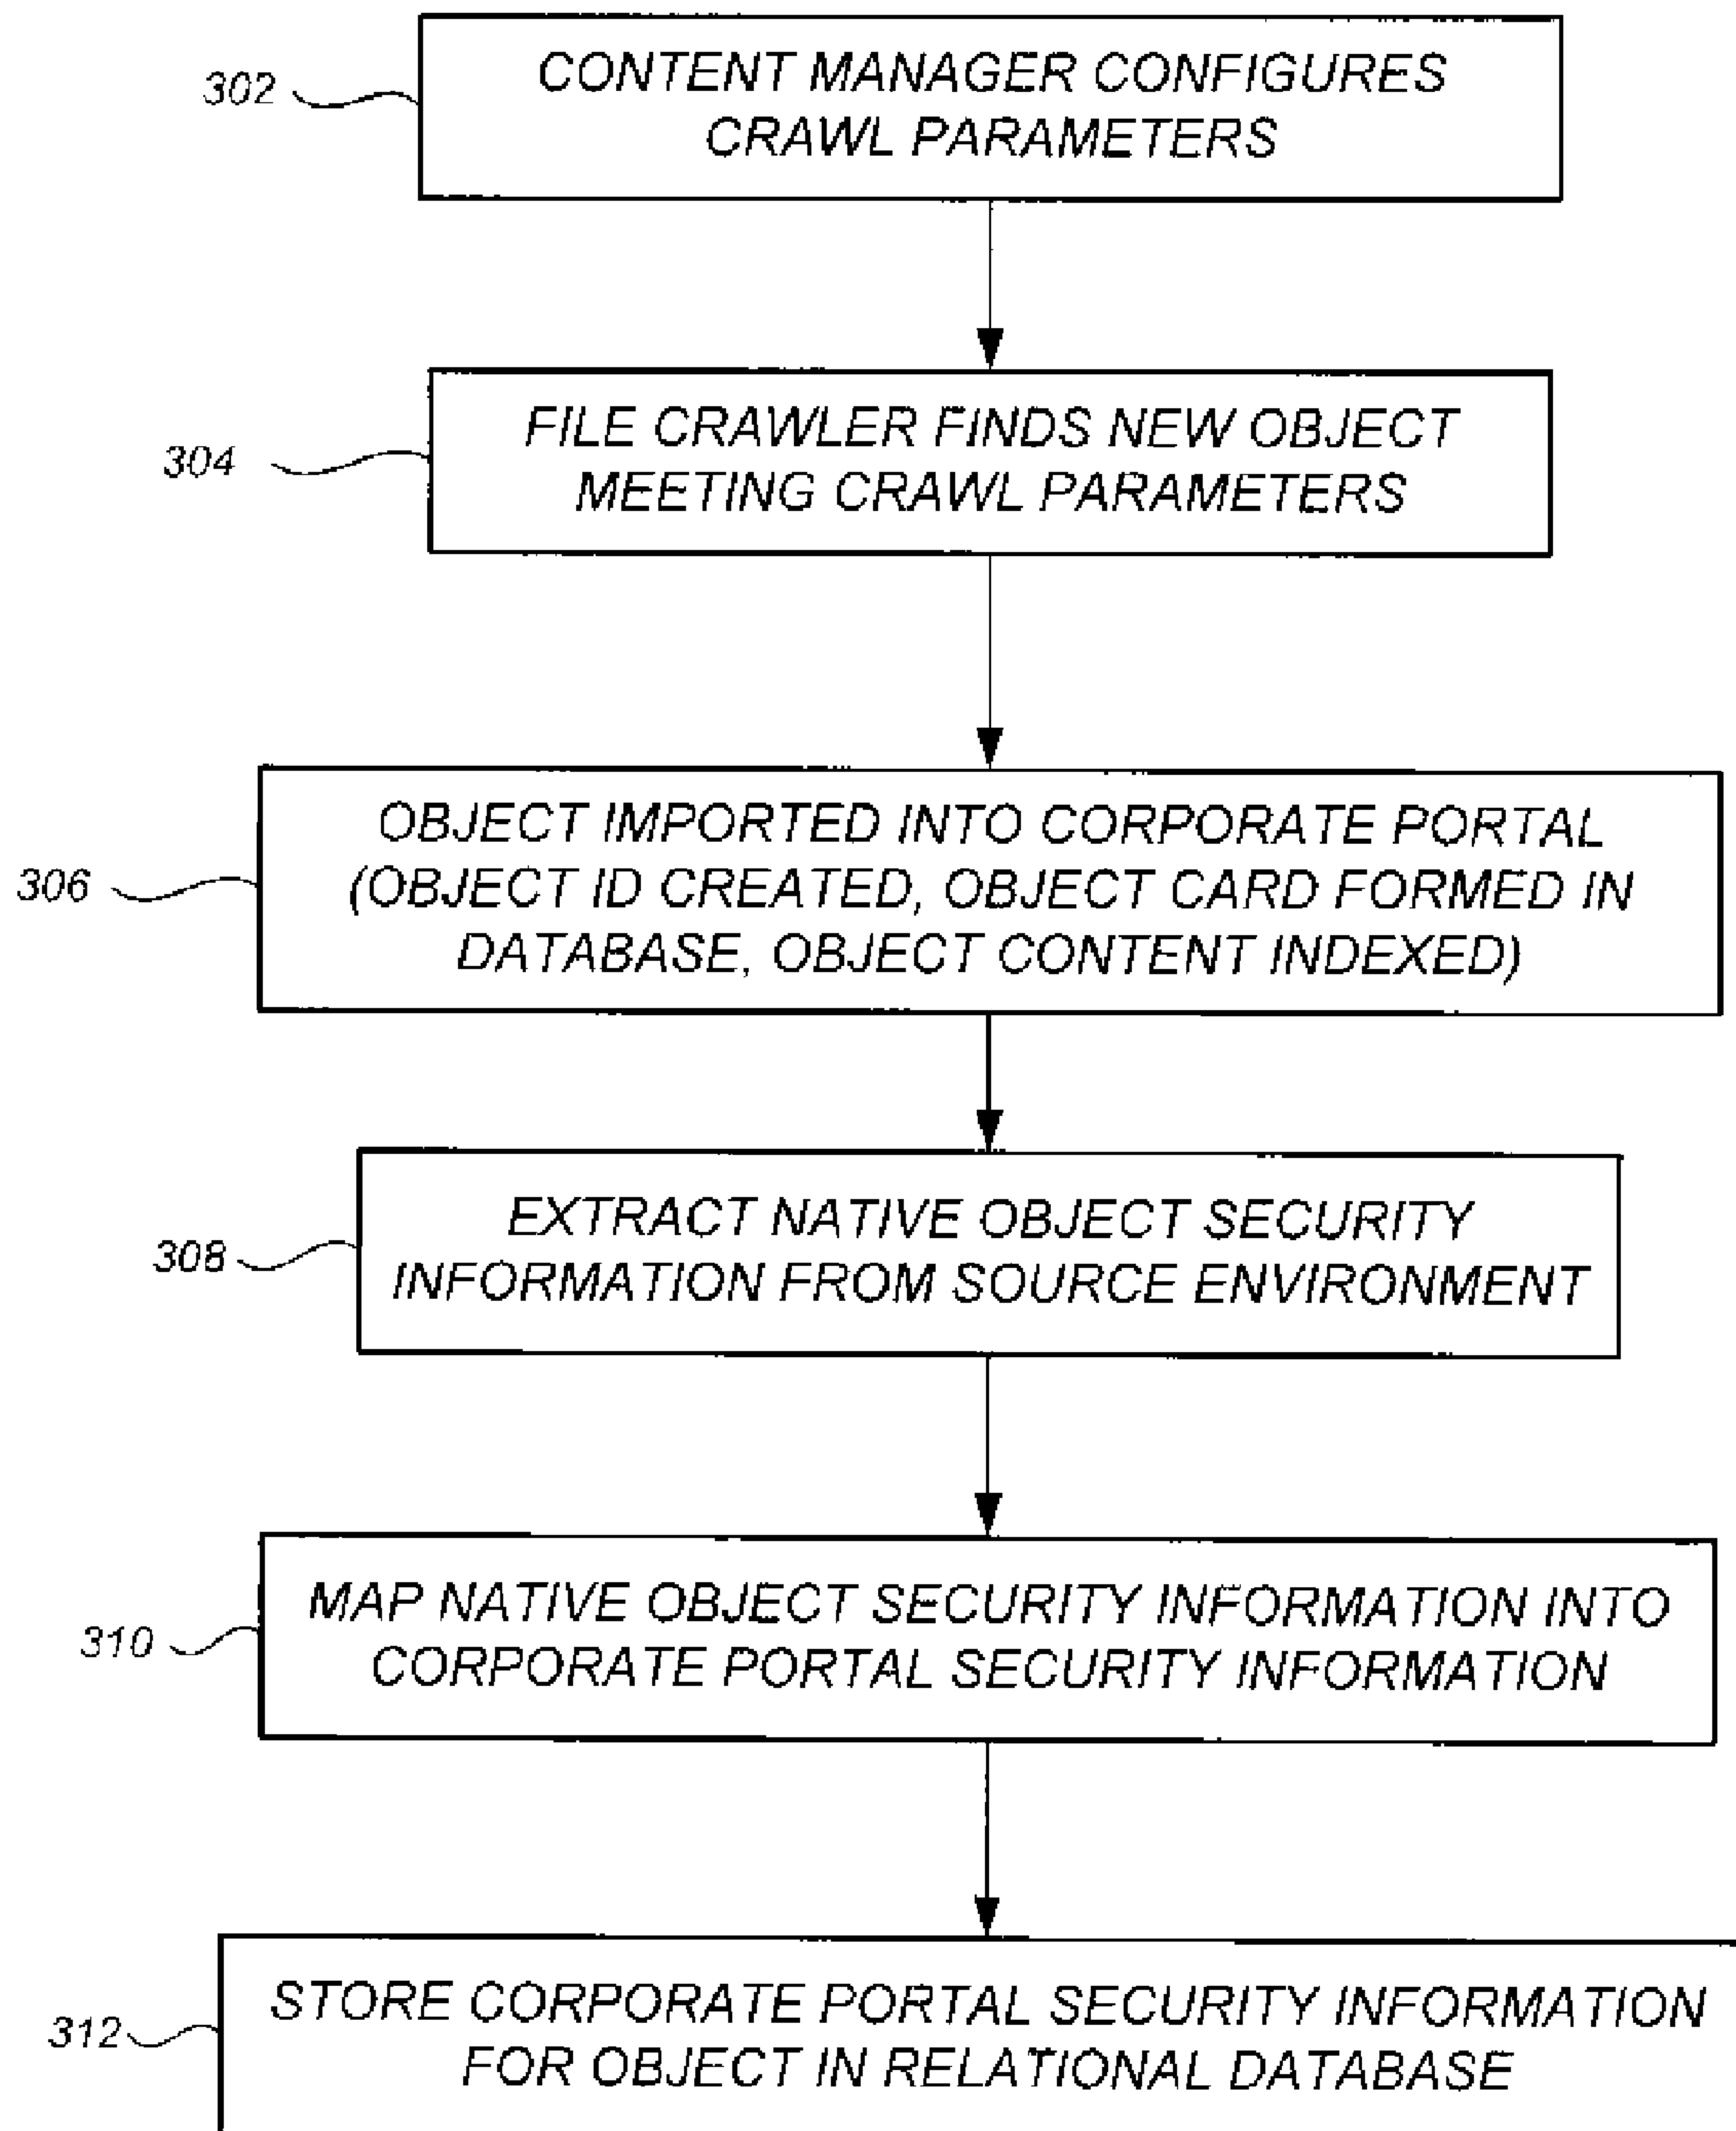 302
CONTENT MANAGER CONFIGURES
CRAWL PARAMETERS
304
FILE CRAWLER FINDS NEW OBJECT
MEETING CRAWL PARAMETERS
306
OBJECT IMPORTED INTO CORPORATE PORTAL
(OBJECT ID CREATED, OBJECT CARD FORMED IN
DATABASE, OBJECT CONTENT INDEXED)
308
EXTRACT NATIVE OBJECT SECURITY
INFORMATION FROM SOURCE ENVIRONMENT
310
MAP NATIVE OBJECT SECURITY INFORMATION INTO
CORPORATE PORTAL SECURITY INFORMATION
312
STORE CORPORATE PORTAL SECURITY INFORMATION
FOR OBJECT IN RELATIONAL DATABASE